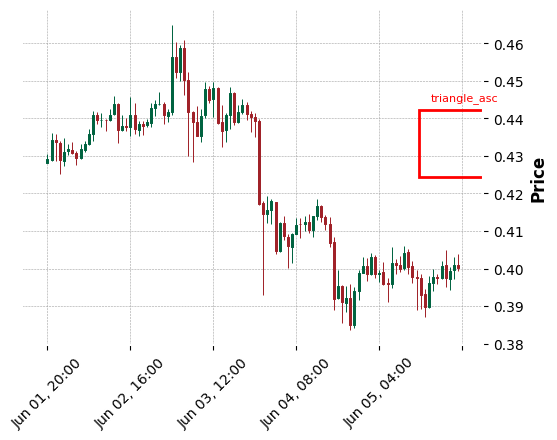 0.46
0.45
triangle_asc
0.44
0.43
0.42
0.41
0.40
0.39
0.38
Price
Jun 01, 20:00
Jun 02, 16:00
Jun 03, 12:00
Jun 04, 08:00
Jun 05, 04:00